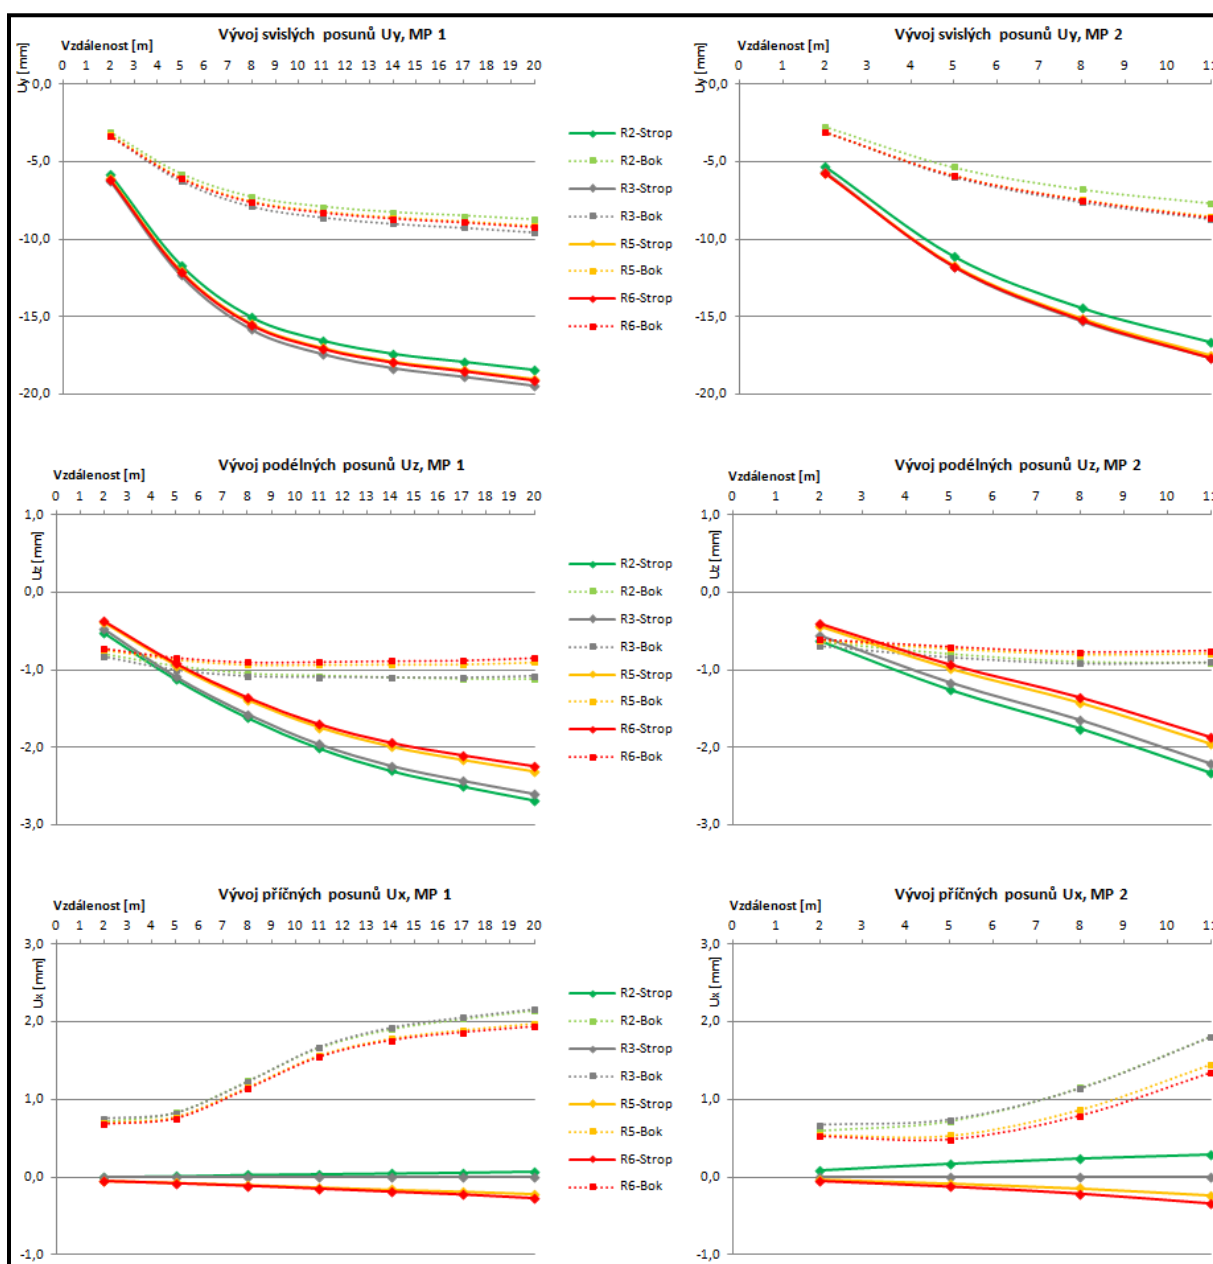 Vývoj svislých posunů Uy, MP 1
Vzdálenost [m]
0 1 2 3 4 5 6 7 8 9 10 11 12 13 14 15 16 17 18 19 20
Uy [mm]
0,0
-5,0
-10,0
-15,0
-20,0
R2-Strop
R2-Bok
R3-Strop
R3-Bok
R5-Strop
R5-Bok
R6-Strop
R6-Bok
Vývoj svislých posunů Uy, MP 2
Vzdálenost [m]
0 1 2 3 4 5 6 7 8 9 10 11
Uy [mm]
0,0
-5,0
-10,0
-15,0
-20,0
Vývoj podélných posunů Uz, MP 1
Vzdálenost [m]
0 1 2 3 4 5 6 7 8 9 10 11 12 13 14 15 16 17 18 19 20
Uz [mm]
1,0
0,0
-1,0
-2,0
-3,0
R2-Strop
R2-Bok
R3-Strop
R3-Bok
R5-Strop
R5-Bok
R6-Strop
R6-Bok
Vývoj podélných posunů Uz, MP 2
Vzdálenost [m]
0 1 2 3 4 5 6 7 8 9 10 11
Uz [mm]
1,0
0,0
-1,0
-2,0
-3,0
Vývoj příčných posunů Ux, MP 1
Vzdálenost [m]
0 1 2 3 4 5 6 7 8 9 10 11 12 13 14 15 16 17 18 19 20
Ux [mm]
3,0
2,0
1,0
0,0
-1,0
R2-Strop
R2-Bok
R3-Strop
R3-Bok
R5-Strop
R5-Bok
R6-Strop
R6-Bok
Vývoj příčných posunů Ux, MP 2
Vzdálenost [m]
0 1 2 3 4 5 6 7 8 9 10 11
Ux [mm]
3,0
2,0
1,0
0,0
-1,0